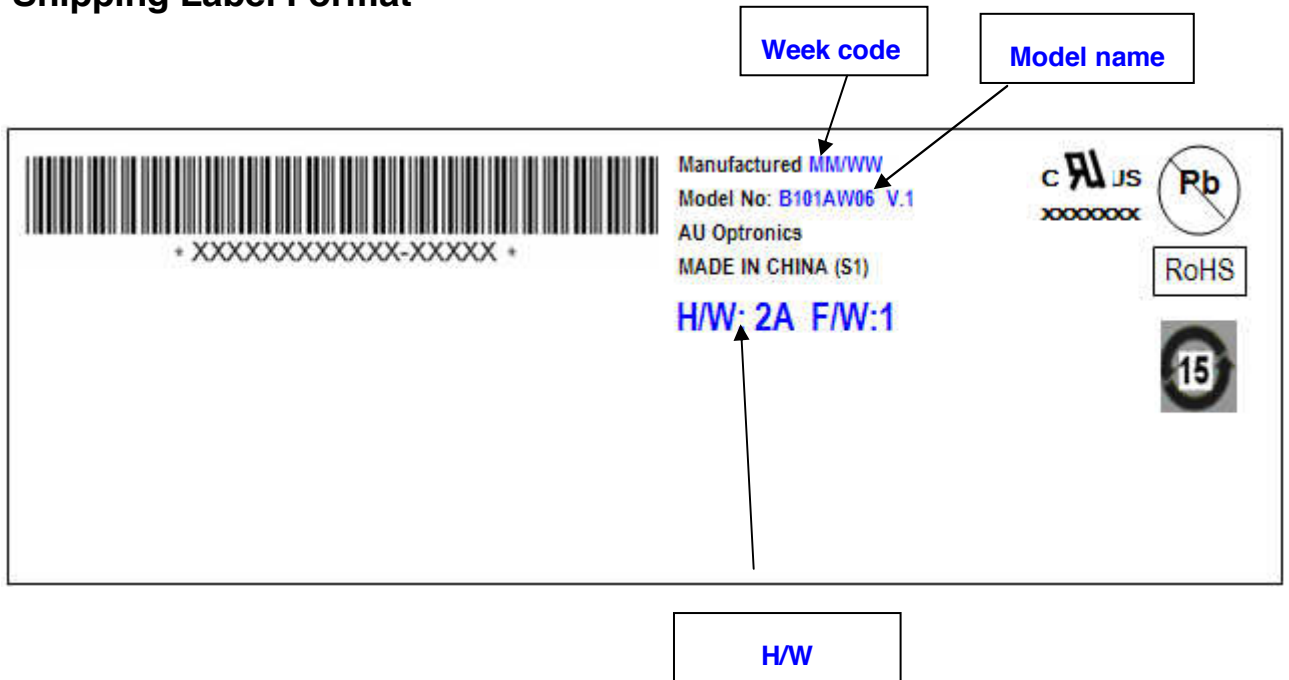 Shipping Label Format
Week code
Model name
Manufactured MM/WW
Model No: B101AW06 V.1
AU Optronics
MADE IN CHINA (S1)
H/W: 2A F/W:1
* XXXXXXXXXXXXX-XXXXX *
C US
XXXXXXX
Pb
RoHS
15
H/W